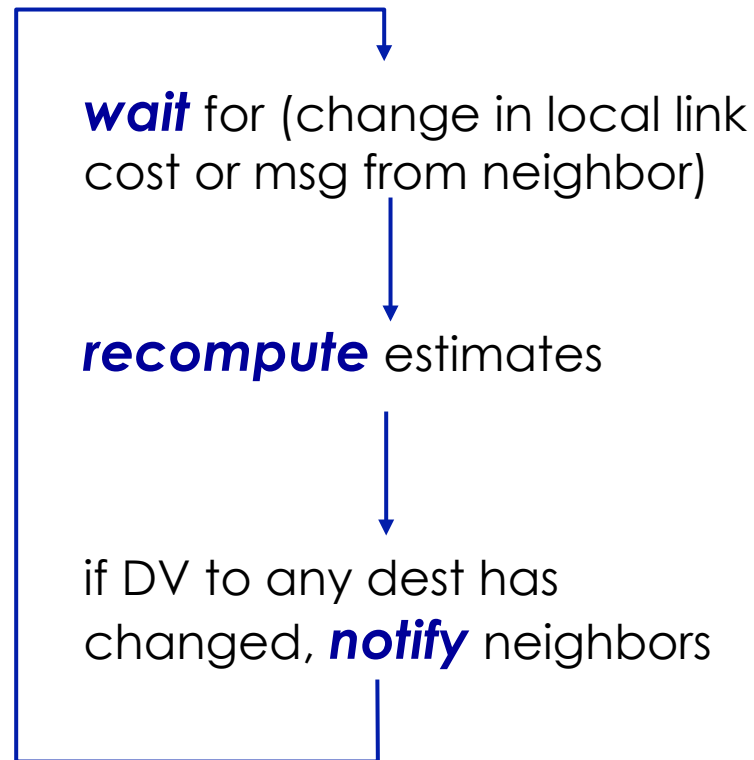 wait for (change in local link
cost or msg from neighbor)
recompute estimates
if DV to any dest has
changed, notify neighbors